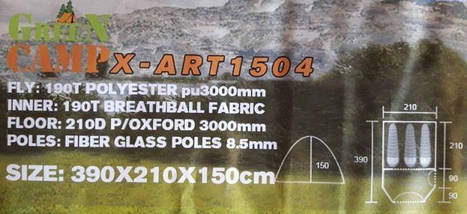 GReeN
CAMP
X-ART1504
FLY: 190T POLYESTER pu3000mm
INNER: 190T BREATHBALL FABRIC
FLOOR: 210D P/OXFORD 3000mm
POLES: FIBER GLASS POLES 8.5mm
SIZE: 390X210X150cm
150
390
210
210
90
90